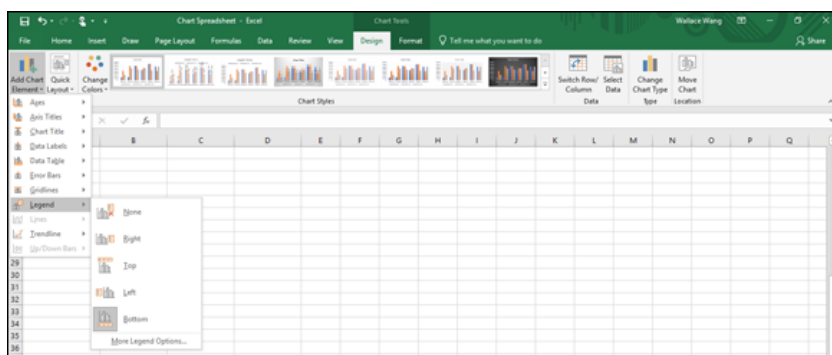 Chart Spreadsheet - Excel
Chart Tools
Wallace Wang
File Home Insert Draw Page Layout Formulas Data Review View Design Format Tell me what you want to do Share
Add Chart Element Quick Layout Change Colors Switch Row/ Column Select Data Change Chart Type Move Chart
Chart Styles Data Type Location
Axes
Axis Titles
Chart Title
Data Labels
Data Table
Error Bars
Gridlines
Legend
Lines
Trendline
Up/Down Bars
fx
B C D E F G H I J K L M N O P Q
None
Right
Top
Left
Bottom
More Legend Options...
29
30
31
32
33
34
35
36